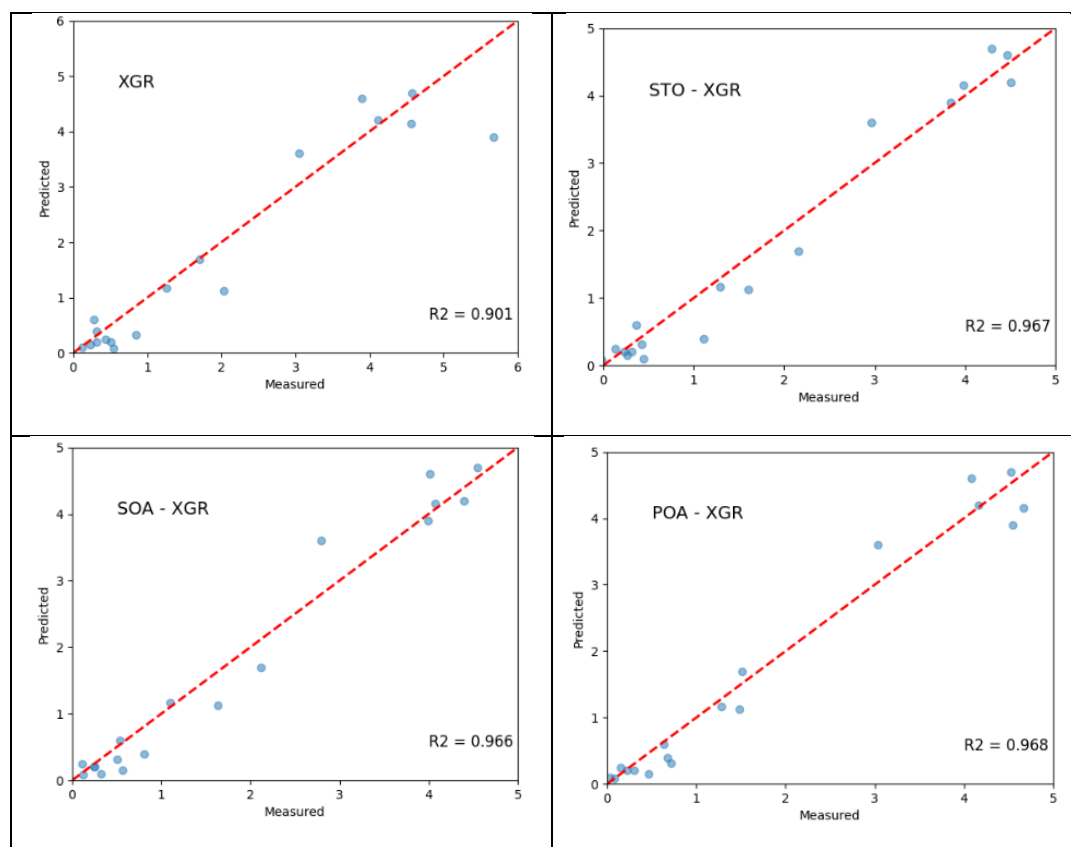 6
5
4
3
2
1
0
XGR
Predicted
R2 = 0.901
0 1 2 3 4 5 6
Measured
5
4
3
2
1
0
STO - XGR
Predicted
R2 = 0.967
0 1 2 3 4 5
Measured
5
4
3
2
1
0
SOA - XGR
Predicted
R2 = 0.966
0 1 2 3 4 5
Measured
5
4
3
2
1
0
POA - XGR
Predicted
R2 = 0.968
0 1 2 3 4 5
Measured